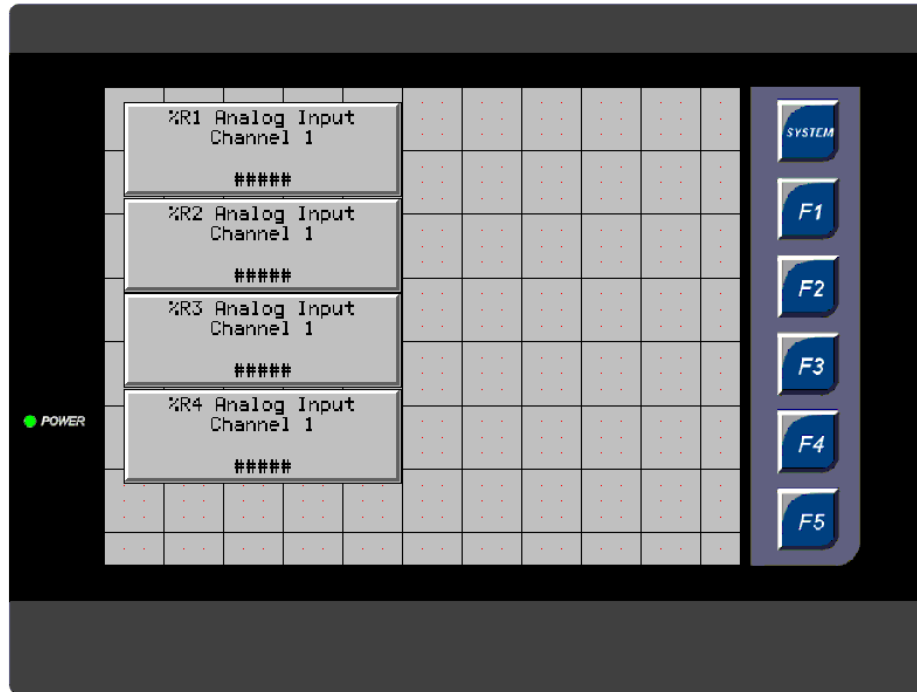 %R1 Analog Input
Channel 1
#####
%R2 Analog Input
Channel 1
#####
%R3 Analog Input
Channel 1
#####
%R4 Analog Input
Channel 1
#####
POWER
SYSTEM
F1
F2
F3
F4
F5